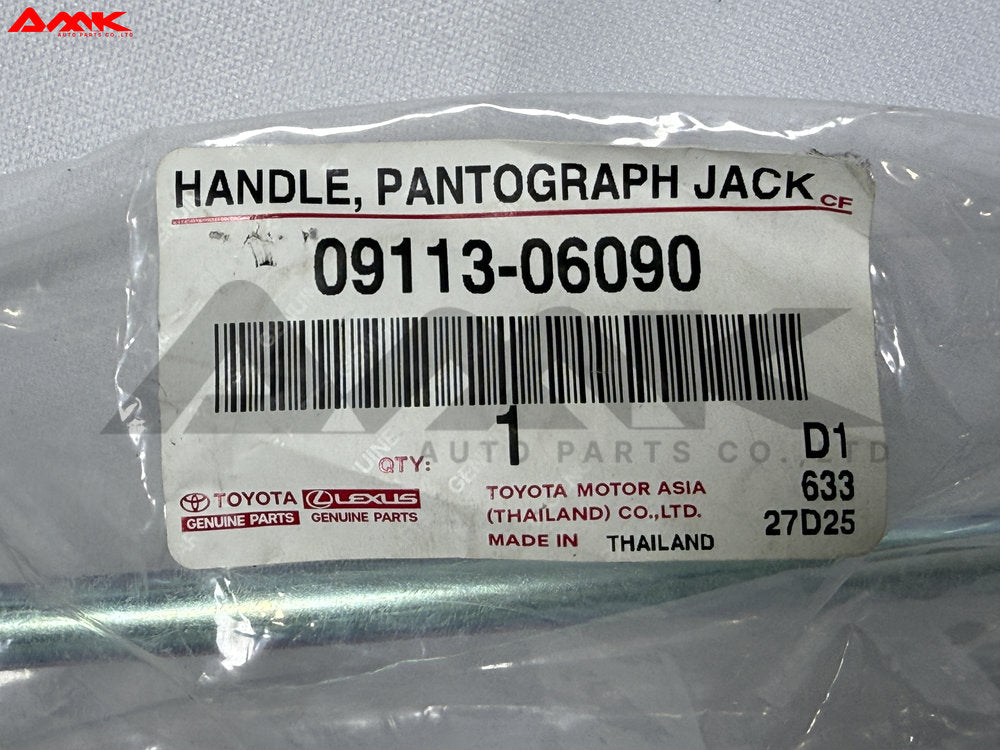 AMK
AUTO PARTS CO.,LTD
HANDLE, PANTOGRAPH JACK CF
09113-06090
1
AMK
AUTO PARTS CO.,LTD
QTY:
D1
TOYOTA LEXUS
GENUINE PARTS GENUINE PARTS
TOYOTA MOTOR ASIA
(THAILAND) CO.,LTD.
MADE IN THAILAND
633
27D25